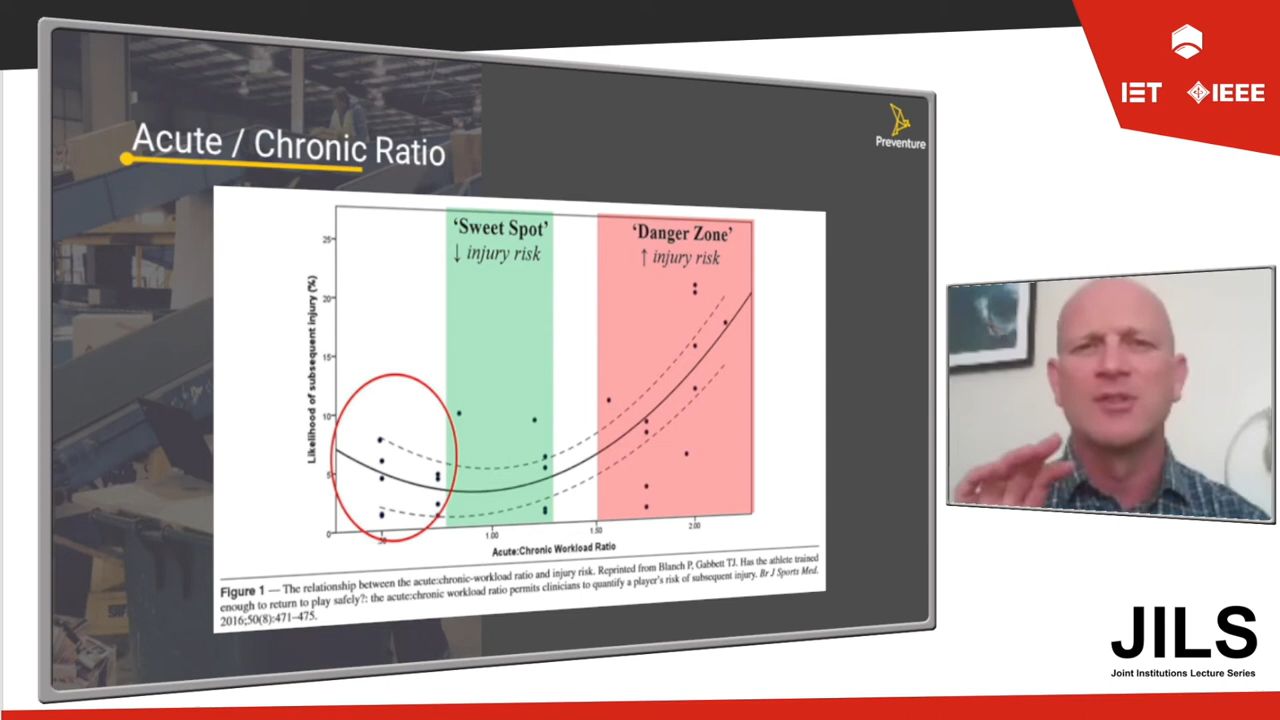 Acute / Chronic Ratio
Preventure
IET
IEEE
'Sweet Spot'
↓ injury risk
'Danger Zone'
↑ injury risk
Likelihood of subsequent injury (%)
25
20
15
10
5
0
.50
1.00
1.50
2.00
Acute:Chronic Workload Ratio
Figure 1 — The relationship between the acute:chronic-workload ratio and injury risk. Reprinted from Blanch P, Gabbett TJ. Has the athlete trained
enough to return to play safely?: the acute:chronic workload ratio permits clinicians to quantify a player's risk of subsequent injury. Br J Sports Med.
2016;50(8):471–475.
JILS
Joint Institutions Lecture Series